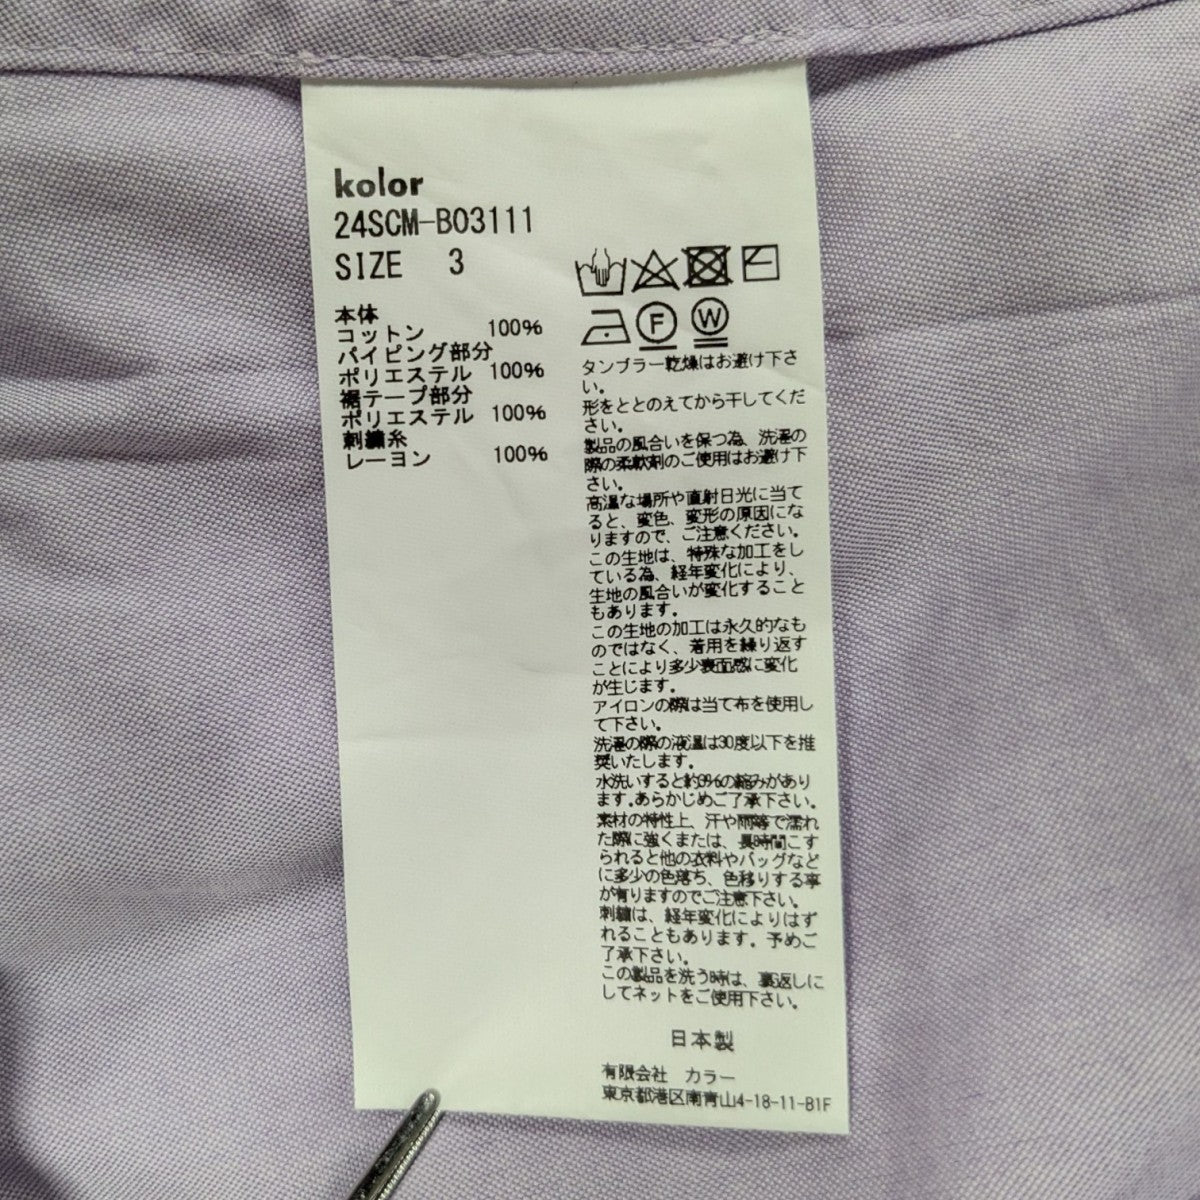 kolor
24SCM-B03111
SIZE 3
本体
コットン 100%
パイピング部分
ポリエステル 100%
裾テープ部分
ポリエステル 100%
刺繍糸
レーヨン 100%
F W
タンブラー乾燥はお避け下さ
い。
形をととのえてから干してくだ
さい。
製品の風合いを保つ為、洗濯の
際の柔軟剤のご使用はお避け下
さい。
高温な場所や直射日光に当て
ると、変色、変形の原因にな
りますので、ご注意ください。
この生地は、特殊な加工をし
ている為、経年変化により、
生地の風合いが変化すること
もあります。
この生地の加工は永久的なも
のではなく、着用を繰り返す
ことにより多少表面感に変化
が生じます。
アイロンの際は当て布を使用し
て下さい。
洗濯の際の液温は30度以下を推
奨いたします。
水洗いすると約3%の縮みがあり
ます。あらかじめご了承下さい。
素材の特性上、汗や雨等で濡れ
た際に強くまたは、長時間こす
られると他の衣料やバッグなど
に多少の色落ち、色移りする事
が有りますのでご注意下さい。
刺繍は、経年変化によりはず
れることもあります。予めご
了承下さい。
この製品を洗う時は、裏返しに
してネットをご使用下さい。
日本製
有限会社 カラー
東京都港区南青山4-18-11-B1F